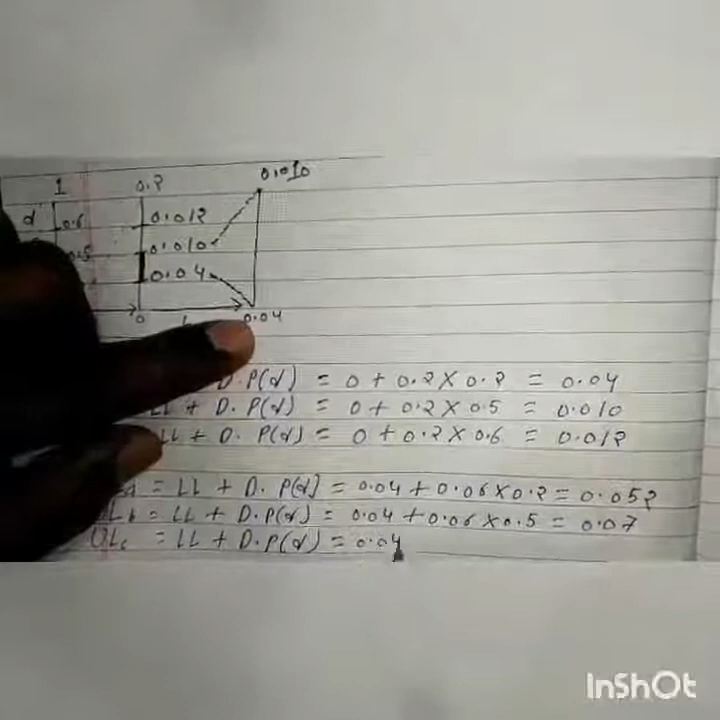 1 0.2 0.010
d 0.6 0.012
0.5 0.010
0.04
0 0.04
D.P(d) = 0 + 0.2 X 0.2 = 0.04
LL + D.P(d) = 0 + 0.2 X 0.5 = 0.010
LL + D.P(d) = 0 + 0.2 X 0.6 = 0.012
= LL + D.P(d) = 0.04 + 0.06 X 0.2 = 0.052
= LL + D.P(d) = 0.04 + 0.06 X 0.5 = 0.07
ULc = LL + D.P(d) = 0.04
InShOt